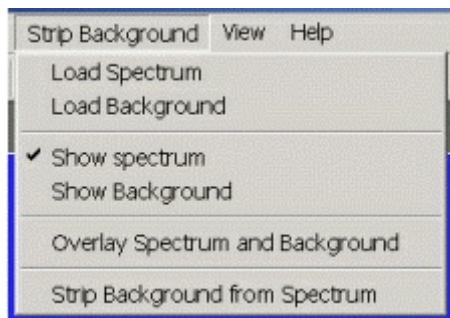 Strip Background View Help
Load Spectrum
Load Background
Show spectrum
Show Background
Overlay Spectrum and Background
Strip Background from Spectrum